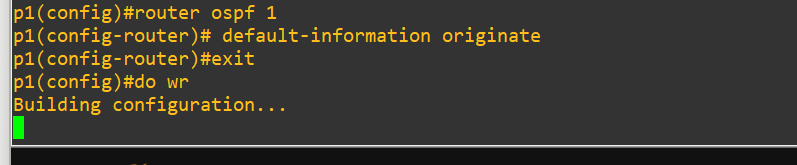 p1(config)#router ospf 1
p1(config-router)# default-information originate
p1(config-router)#exit
p1(config)#do wr
Building configuration...